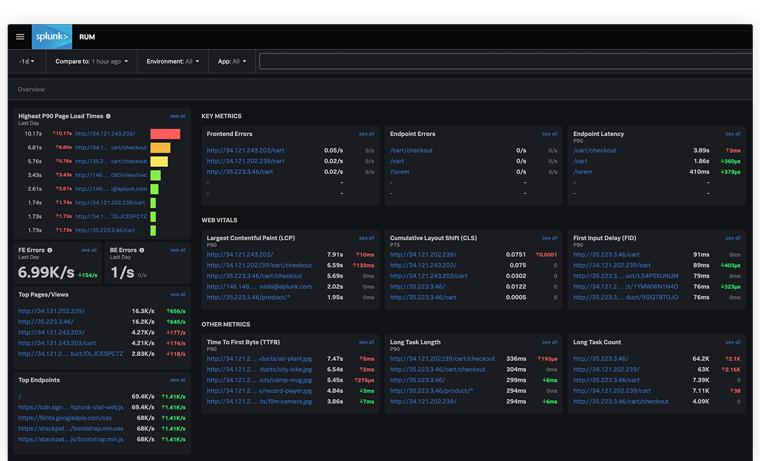 splunk> RUM
-1d Compare to: 1 hour ago Environment: All App: All
Overview
Highest P90 Page Load Times see all
Last Day
10.17s ↑10.17s http://34.121.243.203/
6.81s ↑6.80s http://34.1... cart/checkout
5.76s ↑5.76s http://35.2... cart/checkout
3.43s ↑3.43s http://146.... 080/view/rwc
2.61s ↑2.61s http://146.... i@splunk.com
1.74s ↑1.74s http://34.121.202.239/cart
1.73s ↑1.73s http://34.1... 'OLJCESPC7Z
1.73s ↑1.73s http://35.223.3.46/cart
FE Errors see all
Last Day
6.99K/s ↓154/s
BE Errors see all
Last Day
1/s 0/s
Top Pages/Views see all
http://34.121.202.239/ 16.3K/s ↑656/s
http://35.223.3.46/ 16.2K/s ↑645/s
http://34.121.243.203/ 4.27K/s ↓177/s
http://34.121.243.203/cart 4.21K/s ↓174/s
http://34.121.2... uct/OLJCESPC7Z 2.83K/s ↓118/s
Top Endpoints see all
/ 69.4K/s ↑1.41K/s
https://cdn.sign... ³splunk-otel-web.js 69.4K/s ↑1.41K/s
https://fonts.googleapis.com/css 68K/s ↑1.41K/s
https://stackpat... /bootstrap.min.css 68K/s ↑1.41K/s
https://stackpat... js/bootstrap.min.js 68K/s ↑1.41K/s
KEY METRICS
Frontend Errors see all
http://34.121.243.203/cart 0.05/s 0/s
http://34.121.202.239/cart 0.02/s 0/s
http://35.223.3.46/cart 0.02/s 0/s
- -
- -
Endpoint Errors see all
/cart/checkout 0/s 0/s
/cart 0/s 0/s
/lorem 0/s 0/s
- -
- -
Endpoint Latency see all
P90
/cart/checkout 3.89s ↑3ms
/cart 1.86s ↓360µs
/lorem 410ms ↓379µs
- -
- -
WEB VITALS
Largest Contentful Paint (LCP) see all
P90
http://34.121.243.203/ 7.91s ↑10ms
http://34.121.202.239/cart/checkout 6.59s ↑133ms
http://35.223.3.46/cart/checkout 5.69s 0ms
http://146.148.... vvidis@splunk.com 2.02s 0ms
http://35.223.3.46/product/* 1.95s 0ms
Cumulative Layout Shift (CLS) see all
P75
http://34.121.202.239/ 0.0751 ↑0.0001
http://34.121.243.203/ 0.075 0
http://34.121.243.203/cart 0.0302 0
http://35.223.3.46/ 0.0122 0
http://35.223.3.46/cart 0.0005 0
First Input Delay (FID) see all
P90
http://35.223.3.46/cart 91ms 0ms
http://34.121.202.239/cart 89ms ↓403µs
http://34.121.2... ct/LS4PSXUNUM 79ms 0ms
http://34.121.2... ct/1YMWWN1N4O 76ms ↓323µs
http://35.223.3... duct/9SIQT8TOJO 76ms 0ms
OTHER METRICS
Time To First Byte (TTFB) see all
P90
http://34.121.2... ducts/air-plant.jpg 7.47s ↑5ms
http://34.121.2... ducts/city-bike.jpg 6.54s ↑2ms
http://34.121.2... cts/camp-mug.jpg 5.45s ↑276µs
http://34.121.2... s/record-player.jpg 4.84s ↓3ms
http://34.121.2... ts/film-camera.jpg 3.86s ↓7ms
Long Task Length see all
P90
http://34.121.202.239/cart/checkout 336ms ↑193µs
http://35.223.3.46/cart/checkout 304ms 0ms
http://35.223.3.46/ 299ms ↓6ms
http://35.223.3.46/product/* 294ms 0ms
http://34.121.202.239/ 294ms ↓6ms
Long Task Count see all
http://35.223.3.46/ 64.2K ↑2.1K
http://34.121.202.239/ 63K ↑2.16K
http://35.223.3.46/cart 7.39K 0
http://34.121.202.239/cart 7.11K ↑38
http://35.223.3.46/cart/checkout 4.09K 0